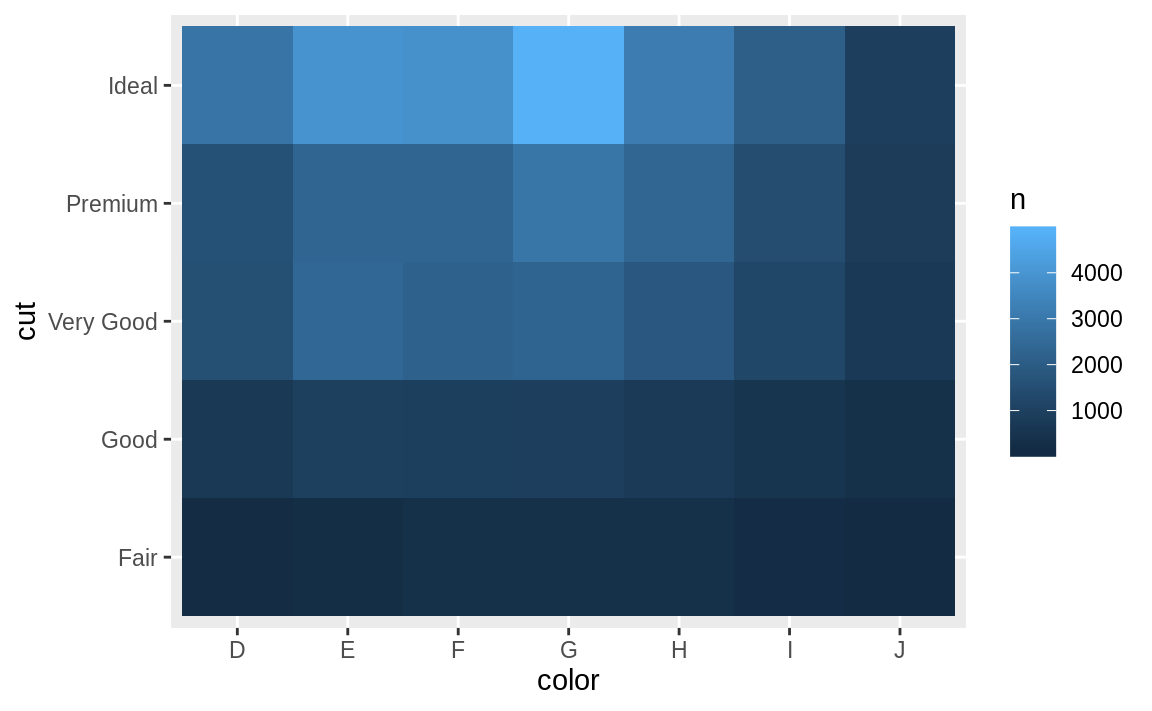 Ideal
Premium
Very Good
Good
Fair
cut
D E F G H I J
color
n
4000
3000
2000
1000